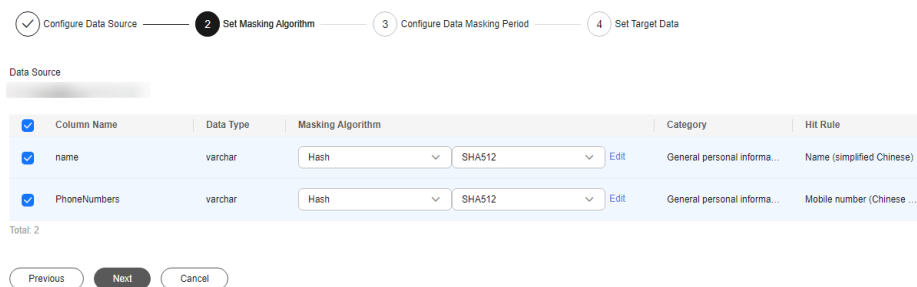 Configure Data Source 2 Set Masking Algorithm 3 Configure Data Masking Period 4 Set Target Data
Data Source
Column Name Data Type Masking Algorithm Category Hit Rule
name varchar Hash SHA512 Edit General personal informa... Name (simplified Chinese)
PhoneNumbers varchar Hash SHA512 Edit General personal informa... Mobile number (Chinese ...
Total: 2
Previous Next Cancel